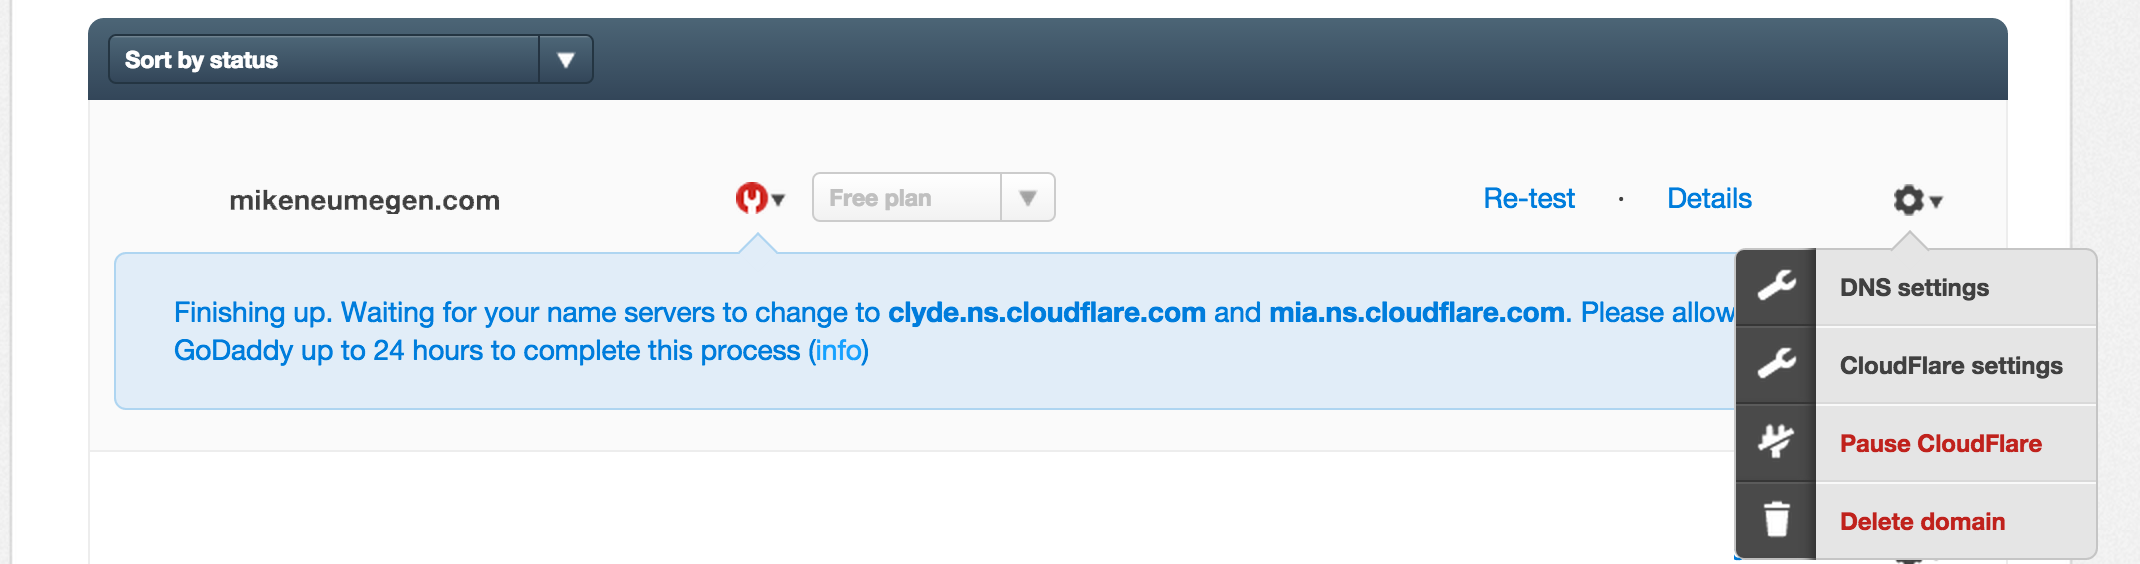 Sort by status
mikeneumegen.com
Free plan
Re-test · Details
Finishing up. Waiting for your name servers to change to clyde.ns.cloudflare.com and mia.ns.cloudflare.com. Please allow
GoDaddy up to 24 hours to complete this process (info)
DNS settings
CloudFlare settings
Pause CloudFlare
Delete domain